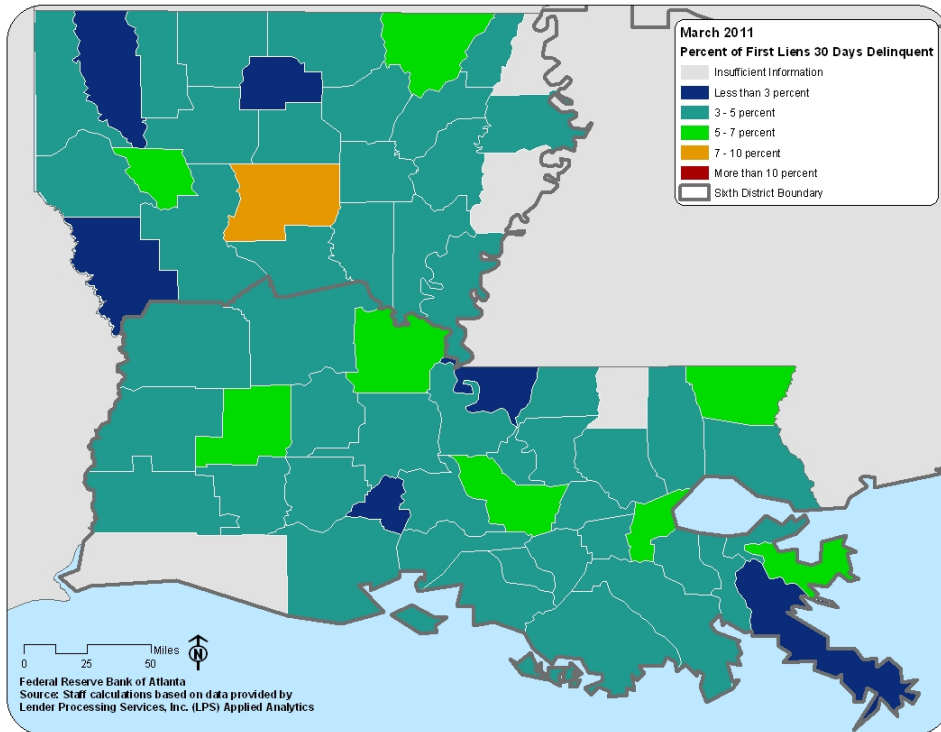 March 2011
Percent of First Liens 30 Days Delinquent
Insufficient Information
Less than 3 percent
3 - 5 percent
5 - 7 percent
7 - 10 percent
More than 10 percent
Sixth District Boundary
Miles
0 25 50
N
Federal Reserve Bank of Atlanta
Source: Staff calculations based on data provided by
Lender Processing Services, Inc. (LPS) Applied Analytics